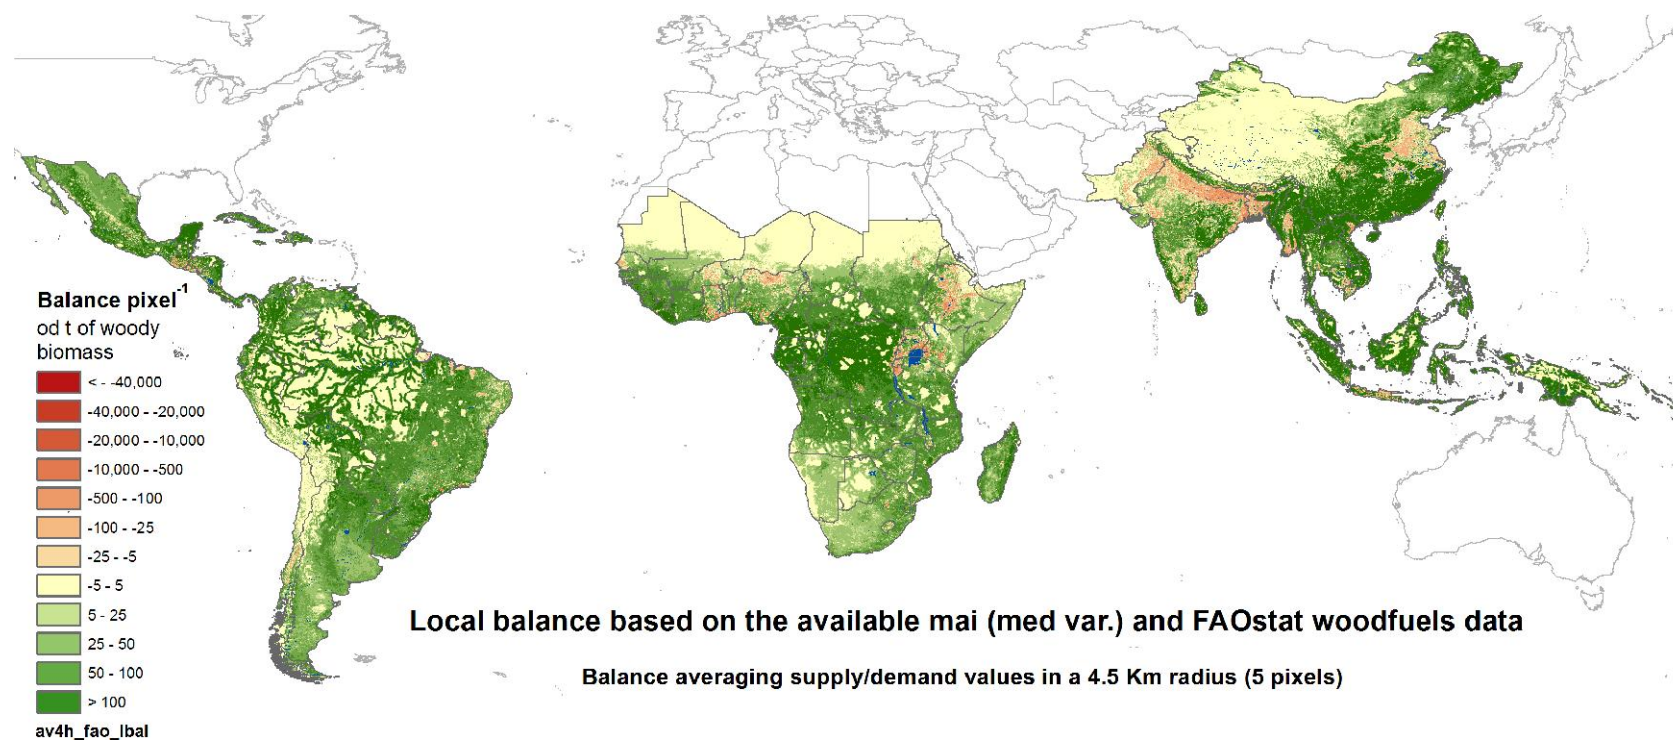 Balance pixel-1
od t of woody
biomass
< - -40,000
-40,000 - -20,000
-20,000 - -10,000
-10,000 - -500
-500 - -100
-100 - -25
-25 - -5
-5 - 5
5 - 25
25 - 50
50 - 100
> 100
av4h_fao_lbal
Local balance based on the available mai (med var.) and FAOstat woodfuels data
Balance averaging supply/demand values in a 4.5 Km radius (5 pixels)